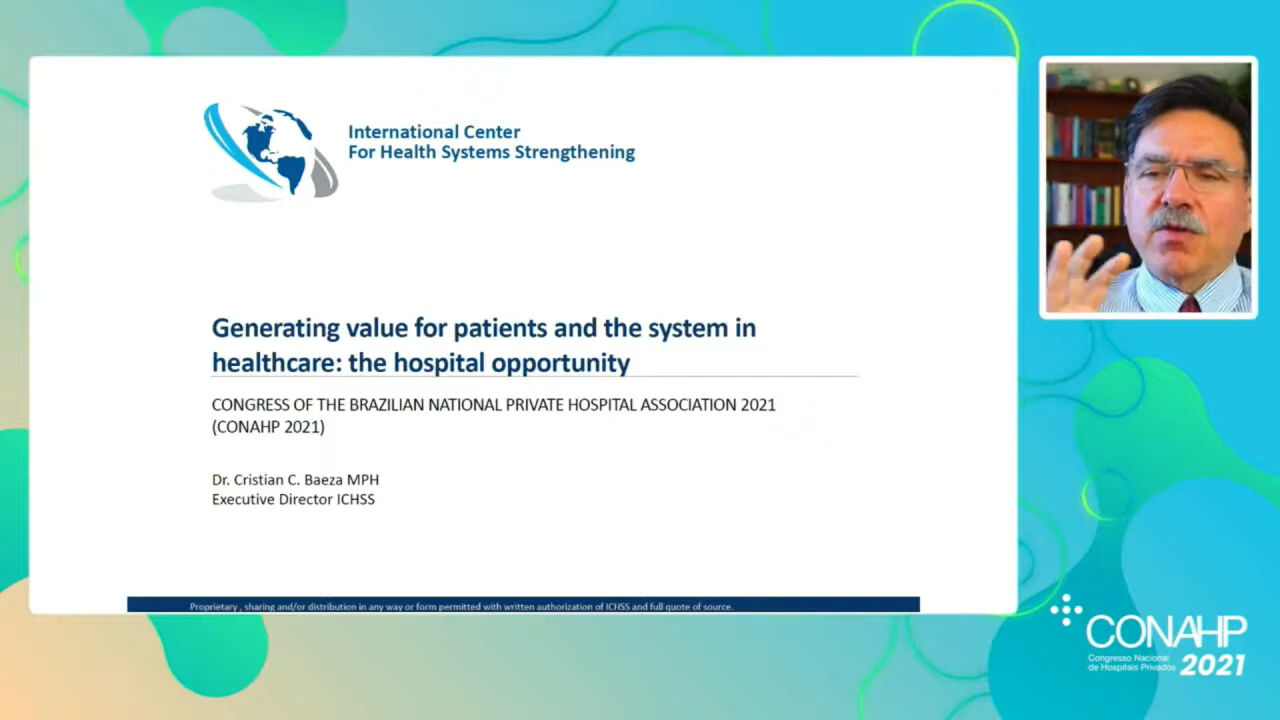 International Center
For Health Systems Strengthening
Generating value for patients and the system in
healthcare: the hospital opportunity
CONGRESS OF THE BRAZILIAN NATIONAL PRIVATE HOSPITAL ASSOCIATION 2021
(CONAHP 2021)
Dr. Cristian C. Baeza MPH
Executive Director ICHSS
Proprietary , sharing and/or distribution in any way or form permitted with written authorization of ICHSS and full quote of source.
CONAHP
Congresso Nacional
de Hospitais Privados
2021